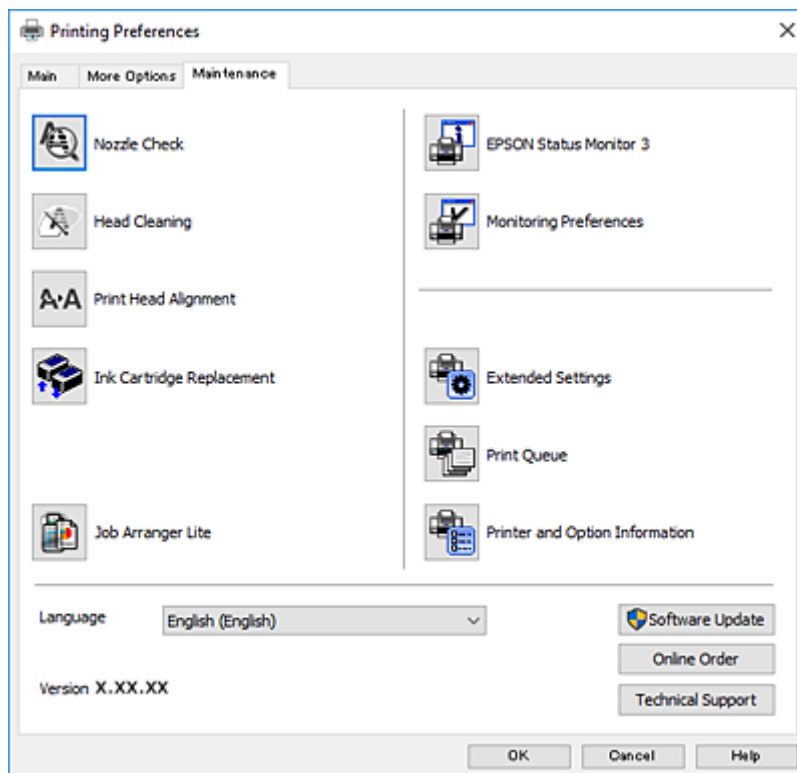 Printing Preferences
Main More Options Maintenance
Nozzle Check
Head Cleaning
A·A Print Head Alignment
Ink Cartridge Replacement
Job Arranger Lite
EPSON Status Monitor 3
Monitoring Preferences
Extended Settings
Print Queue
Printer and Option Information
Language English (English)
Version X.XX.XX
Software Update
Online Order
Technical Support
OK Cancel Help